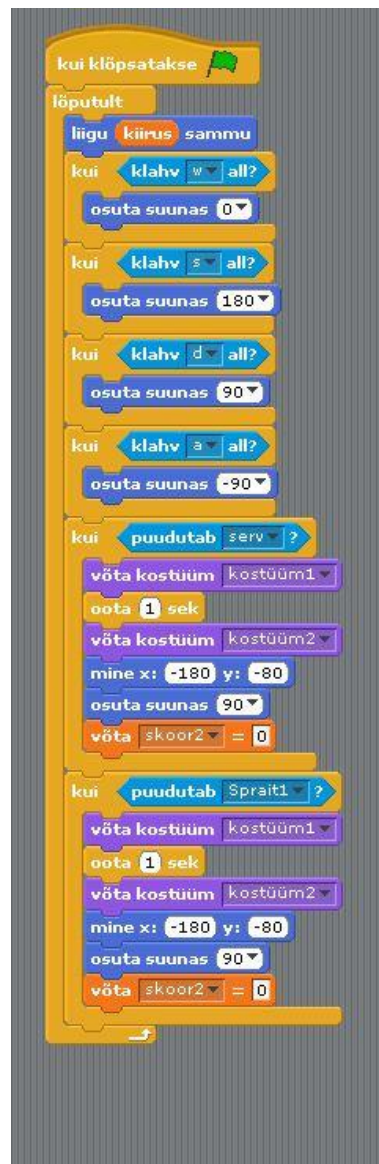 kui klõpsatakse
lõputult
liigu kiirus sammu
kui klahv w all?
osuta suunas 0
kui klahv s all?
osuta suunas 180
kui klahv d all?
osuta suunas 90
kui klahv a all?
osuta suunas -90
kui puudutab serv ?
võta kostüüm kostüüm1
oota 1 sek
võta kostüüm kostüüm2
mine x: -180 y: -80
osuta suunas 90
võta skoor2 = 0
kui puudutab Sprait1 ?
võta kostüüm kostüüm1
oota 1 sek
võta kostüüm kostüüm2
mine x: -180 y: -80
osuta suunas 90
võta skoor2 = 0